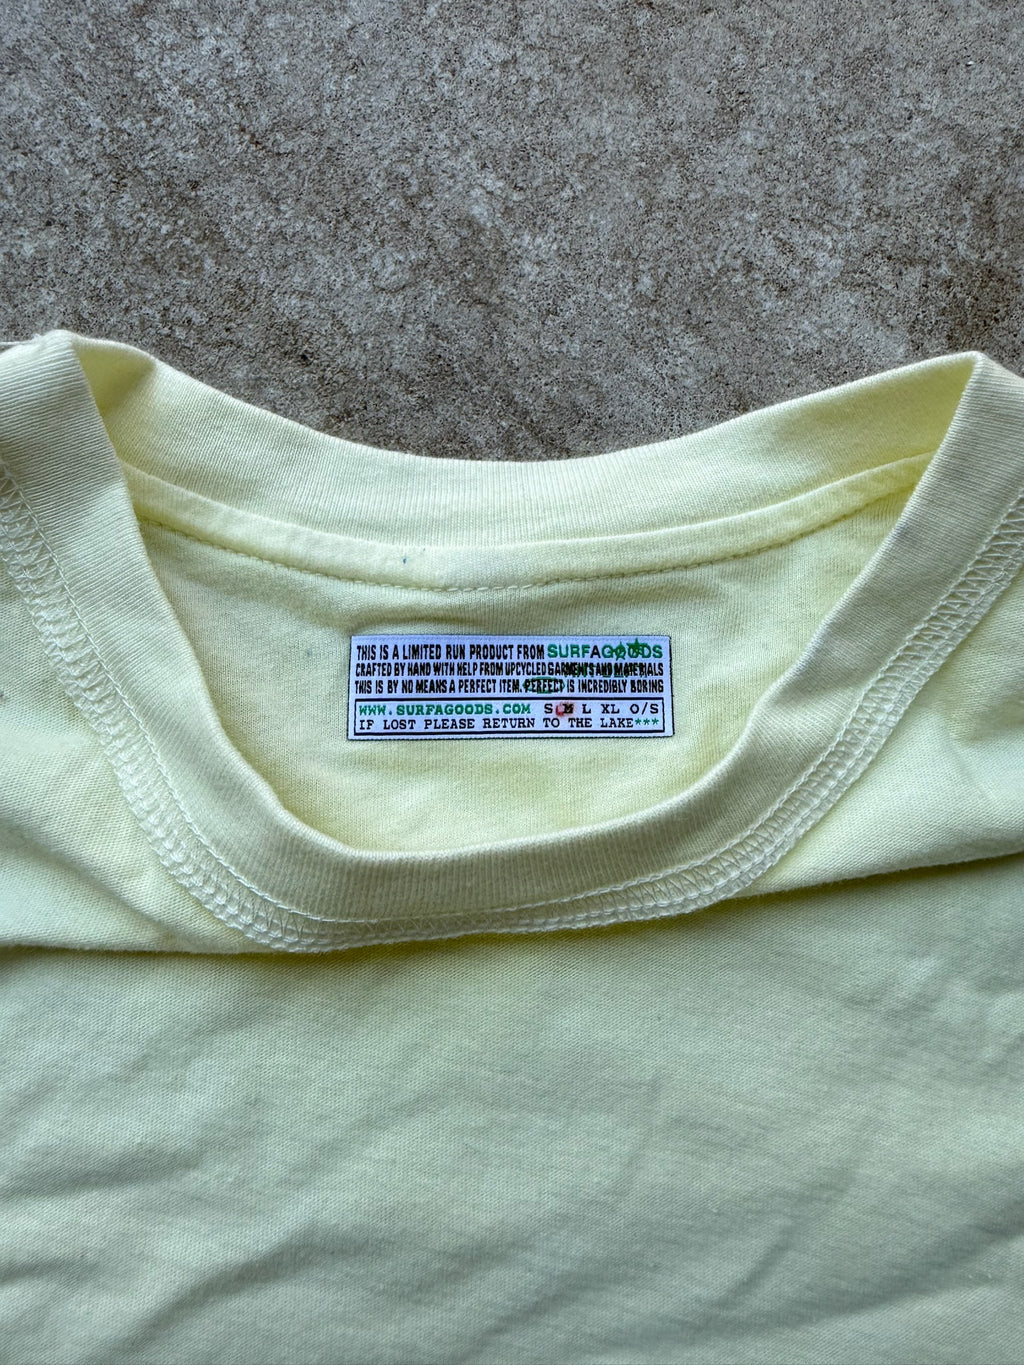 THIS IS A LIMITED RUN PRODUCT FROM SURFAGOODS
CRAFTED BY HAND WITH HELP FROM UPCYCLED GARMENTS AND MATERIALS
THIS IS BY NO MEANS A PERFECT ITEM. PERFECT IS INCREDIBLY BORING
WWW.SURFAGOODS.COM S M L XL O/S
IF LOST PLEASE RETURN TO THE LAKE***